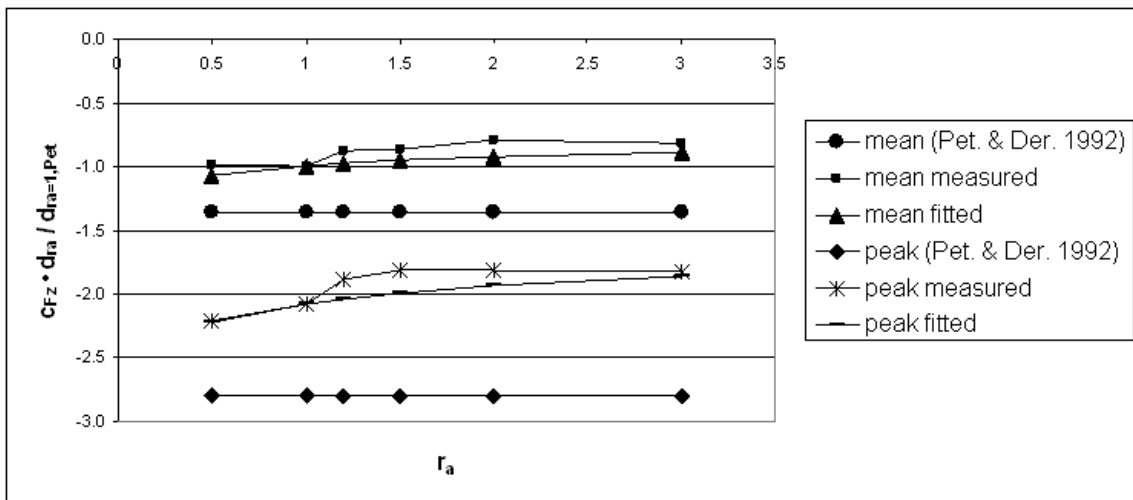 0.0
0 0.5 1 1.5 2 2.5 3 3.5
-0.5
-1.0
-1.5
-2.0
-2.5
-3.0
cFz • dra / dra=1,Pet
ra
mean (Pet. & Der. 1992)
mean measured
mean fitted
peak (Pet. & Der. 1992)
peak measured
peak fitted